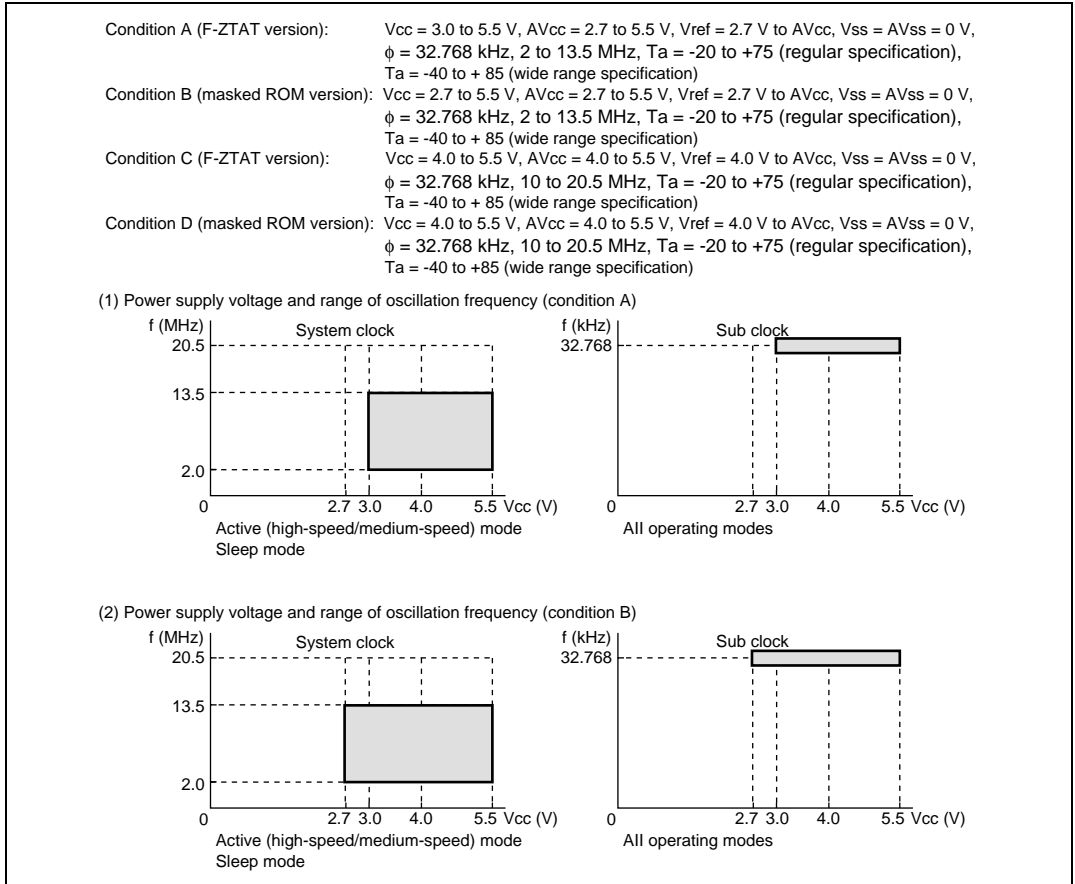 Condition A (F-ZTAT version): Vcc = 3.0 to 5.5 V, AVcc = 2.7 to 5.5 V, Vref = 2.7 V to AVcc, Vss = AVss = 0 V,
ϕ = 32.768 kHz, 2 to 13.5 MHz, Ta = -20 to +75 (regular specification),
Ta = -40 to + 85 (wide range specification)
Condition B (masked ROM version): Vcc = 2.7 to 5.5 V, AVcc = 2.7 to 5.5 V, Vref = 2.7 V to AVcc, Vss = AVss = 0 V,
ϕ = 32.768 kHz, 2 to 13.5 MHz, Ta = -20 to +75 (regular specification),
Ta = -40 to + 85 (wide range specification)
Condition C (F-ZTAT version): Vcc = 4.0 to 5.5 V, AVcc = 4.0 to 5.5 V, Vref = 4.0 V to AVcc, Vss = AVss = 0 V,
ϕ = 32.768 kHz, 10 to 20.5 MHz, Ta = -20 to +75 (regular specification),
Ta = -40 to + 85 (wide range specification)
Condition D (masked ROM version): Vcc = 4.0 to 5.5 V, AVcc = 4.0 to 5.5 V, Vref = 4.0 V to AVcc, Vss = AVss = 0 V,
ϕ = 32.768 kHz, 10 to 20.5 MHz, Ta = -20 to +75 (regular specification),
Ta = -40 to +85 (wide range specification)
(1) Power supply voltage and range of oscillation frequency (condition A)
f (MHz)
System clock
20.5
13.5
2.0
0 2.7 3.0 4.0 5.5 Vcc (V)
Active (high-speed/medium-speed) mode
Sleep mode
f (kHz)
Sub clock
32.768
0 2.7 3.0 4.0 5.5 Vcc (V)
All operating modes
(2) Power supply voltage and range of oscillation frequency (condition B)
f (MHz)
System clock
20.5
13.5
2.0
0 2.7 3.0 4.0 5.5 Vcc (V)
Active (high-speed/medium-speed) mode
Sleep mode
f (kHz)
Sub clock
32.768
0 2.7 3.0 4.0 5.5 Vcc (V)
All operating modes